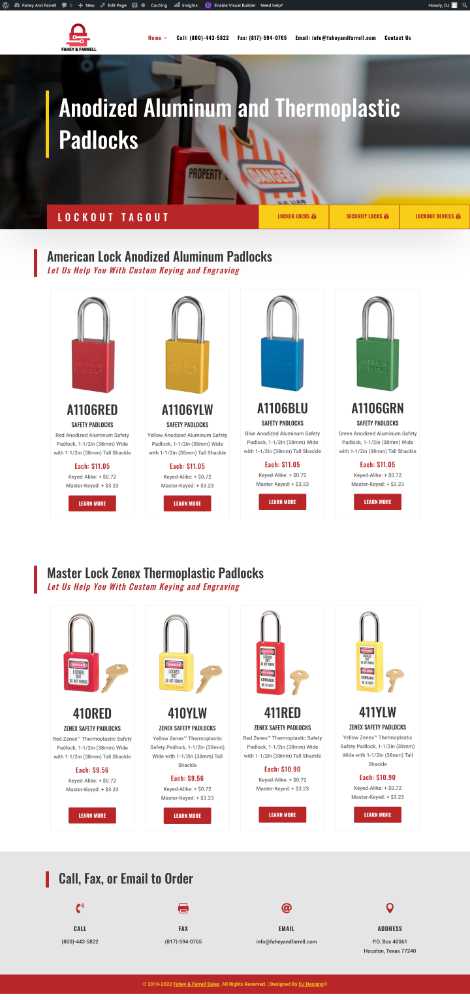 Fahey And Farrell
New
Edit Page
Caching
Insights
Enable Visual Builder
Need help?
Howdy, DJ
FAHEY & FARRELL
Home
Call: (800)-443-5822
Fax: (817)-594-0765
Email: info@faheyandfarrell.com
Contact Us
Anodized Aluminum and Thermoplastic
Padlocks
PROPERTY
DANGER
LOCKOUT TAGOUT
LOCKER LOCKS
SECURITY LOCKS
LOCKOUT DEVICES
American Lock Anodized Aluminum Padlocks
Let Us Help You With Custom Keying and Engraving
A1106RED
SAFETY PADLOCKS
Red Anodized Aluminum Safety
Padlock, 1-1/2in (38mm) Wide
with 1-1/2in (38mm) Tall Shackle
Each: $11.05
Keyed-Alike: + $0.72
Master-Keyed: + $3.23
LEARN MORE
A1106YLW
SAFETY PADLOCKS
Yellow Anodized Aluminum Safety
Padlock, 1-1/2in (38mm) Wide
with 1-1/2in (38mm) Tall Shackle
Each: $11.05
Keyed-Alike: + $0.72
Master-Keyed: + $3.23
LEARN MORE
A1106BLU
SAFETY PADLOCKS
Blue Anodized Aluminum Safety
Padlock, 1-1/2in (38mm) Wide
with 1-1/2in (38mm) Tall Shackle
Each: $11.05
Keyed-Alike: + $0.72
Master-Keyed: + $3.23
LEARN MORE
A1106GRN
SAFETY PADLOCKS
Green Anodized Aluminum Safety
Padlock, 1-1/2in (38mm) Wide
with 1-1/2in (38mm) Tall Shackle
Each: $11.05
Keyed-Alike: + $0.72
Master-Keyed: + $3.23
LEARN MORE
Master Lock Zenex Thermoplastic Padlocks
Let Us Help You With Custom Keying and Engraving
410RED
ZENEX SAFETY PADLOCKS
Red Zenex™ Thermoplastic Safety
Padlock, 1-1/2in (38mm) Wide
with 1-1/2in (38mm) Tall Shackle
Each: $9.56
Keyed-Alike: + $0.72
Master-Keyed: + $3.23
LEARN MORE
410YLW
ZENEX SAFETY PADLOCKS
Yellow Zenex™ Thermoplastic
Safety Padlock, 1-1/2in (38mm)
Wide with 1-1/2in (38mm) Tall
Shackle
Each: $9.56
Keyed-Alike: + $0.72
Master-Keyed: + $3.23
LEARN MORE
411RED
ZENEX SAFETY PADLOCKS
Red Zenex™ Thermoplastic Safety
Padlock, 1-1/2in (38mm) Wide
with 1-1/2in (38mm) Tall Shackle
Each: $10.90
Keyed-Alike: + $0.72
Master-Keyed: + $3.23
LEARN MORE
411YLW
ZENEX SAFETY PADLOCKS
Yellow Zenex™ Thermoplastic
Safety Padlock, 1-1/2in (38mm)
Wide with 1-1/2in (38mm) Tall
Shackle
Each: $10.90
Keyed-Alike: + $0.72
Master-Keyed: + $3.23
LEARN MORE
Call, Fax, or Email to Order
CALL
(800)-443-5822
FAX
(817)-594-0765
EMAIL
info@faheyandfarrell.com
ADDRESS
P.O. Box 40361
Houston, Texas 77240
© 2019-2022 Fahey & Farrell Sales. All Rights Reserved. | Designed By DJ Designs®